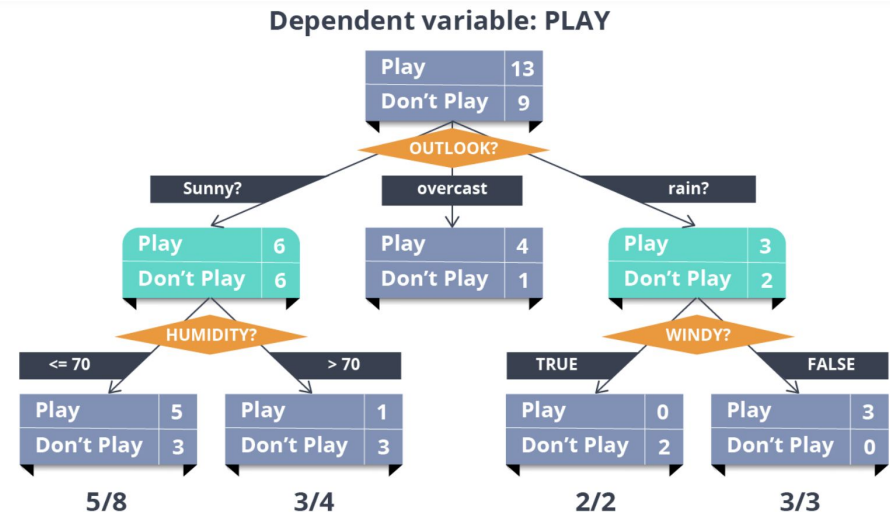 Dependent variable: PLAY
Play 13
Don't Play 9
OUTLOOK?
Sunny? overcast rain?
Play 6 Play 4 Play 3
Don't Play 6 Don't Play 1 Don't Play 2
HUMIDITY? WINDY?
<= 70 > 70 TRUE FALSE
Play 5 Play 1 Play 0 Play 3
Don't Play 3 Don't Play 3 Don't Play 2 Don't Play 0
5/8 3/4 2/2 3/3